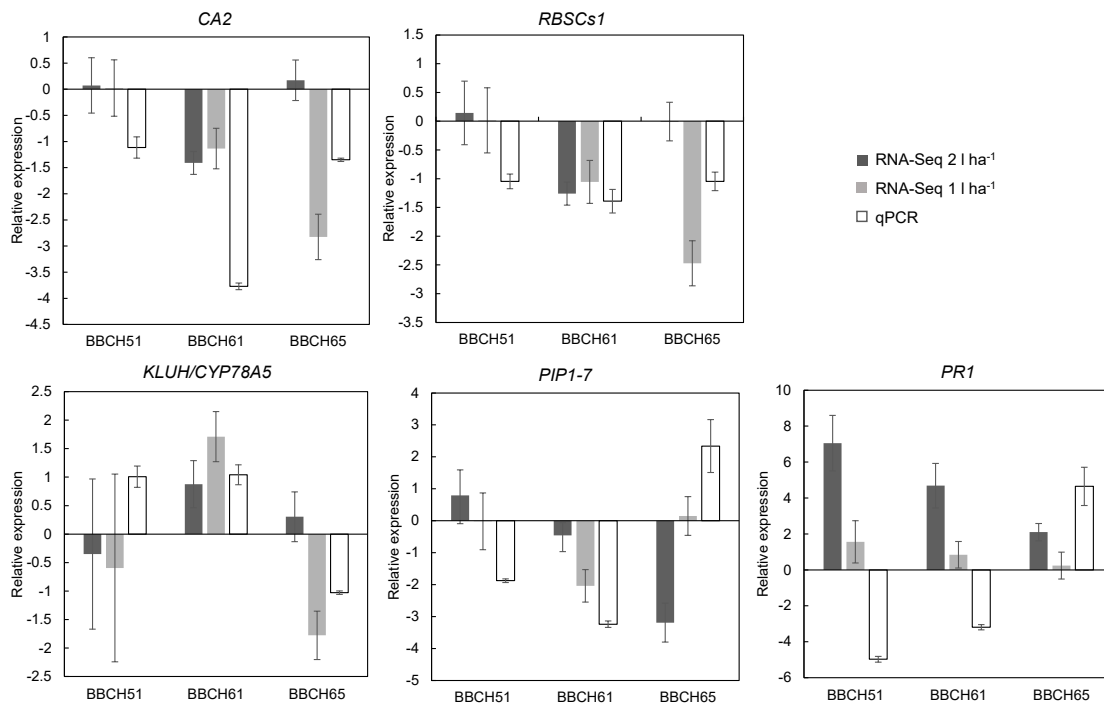 CA2
1
0.5
0
-0.5
-1
-1.5
-2
-2.5
-3
-3.5
-4
-4.5
Relative expression
BBCH51 BBCH61 BBCH65
RBSCs1
1.5
1
0.5
0
-0.5
-1
-1.5
-2
-2.5
-3
-3.5
Relative expression
BBCH51 BBCH61 BBCH65
RNA-Seq 2 l ha⁻¹
RNA-Seq 1 l ha⁻¹
qPCR
KLUH/CYP78A5
2.5
2
1.5
1
0.5
0
-0.5
-1
-1.5
-2
-2.5
Relative expression
BBCH51 BBCH61 BBCH65
PIP1-7
4
3
2
1
0
-1
-2
-3
-4
-5
Relative expression
BBCH51 BBCH61 BBCH65
PR1
10
8
6
4
2
0
-2
-4
-6
Relative expression
BBCH51 BBCH61 BBCH65